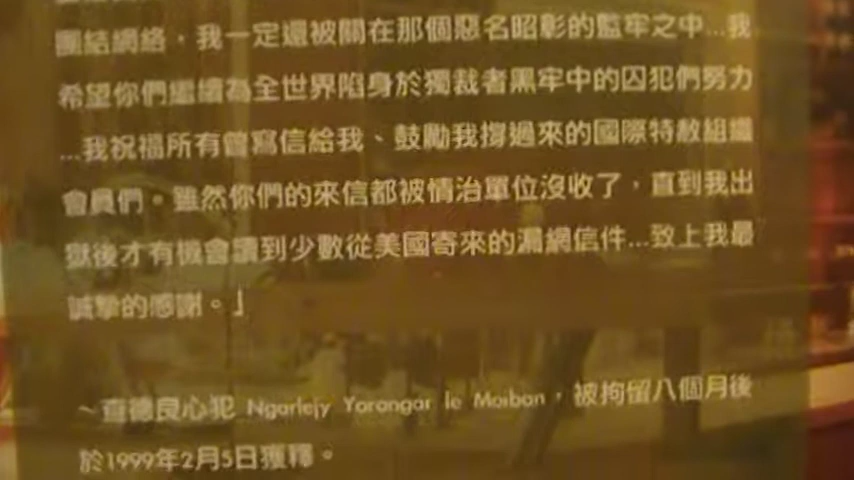 團結網絡，我一定還被關在那個惡名昭彰的監牢之中...我
希望你們繼續為全世界陷身於獨裁者黑牢中的囚犯們努力
...我祝福所有曾寫信給我、鼓勵我撐過來的國際特赦組織
會員們。雖然你們的來信都被情治單位沒收了，直到我出
獄後才有機會讀到少數從美國寄來的漏網信件...致上我最
誠摯的感謝。」
～查德良心犯 Ngarlejy Yorongar le Moiban，被拘留八個月後
於1999年2月5日獲釋。